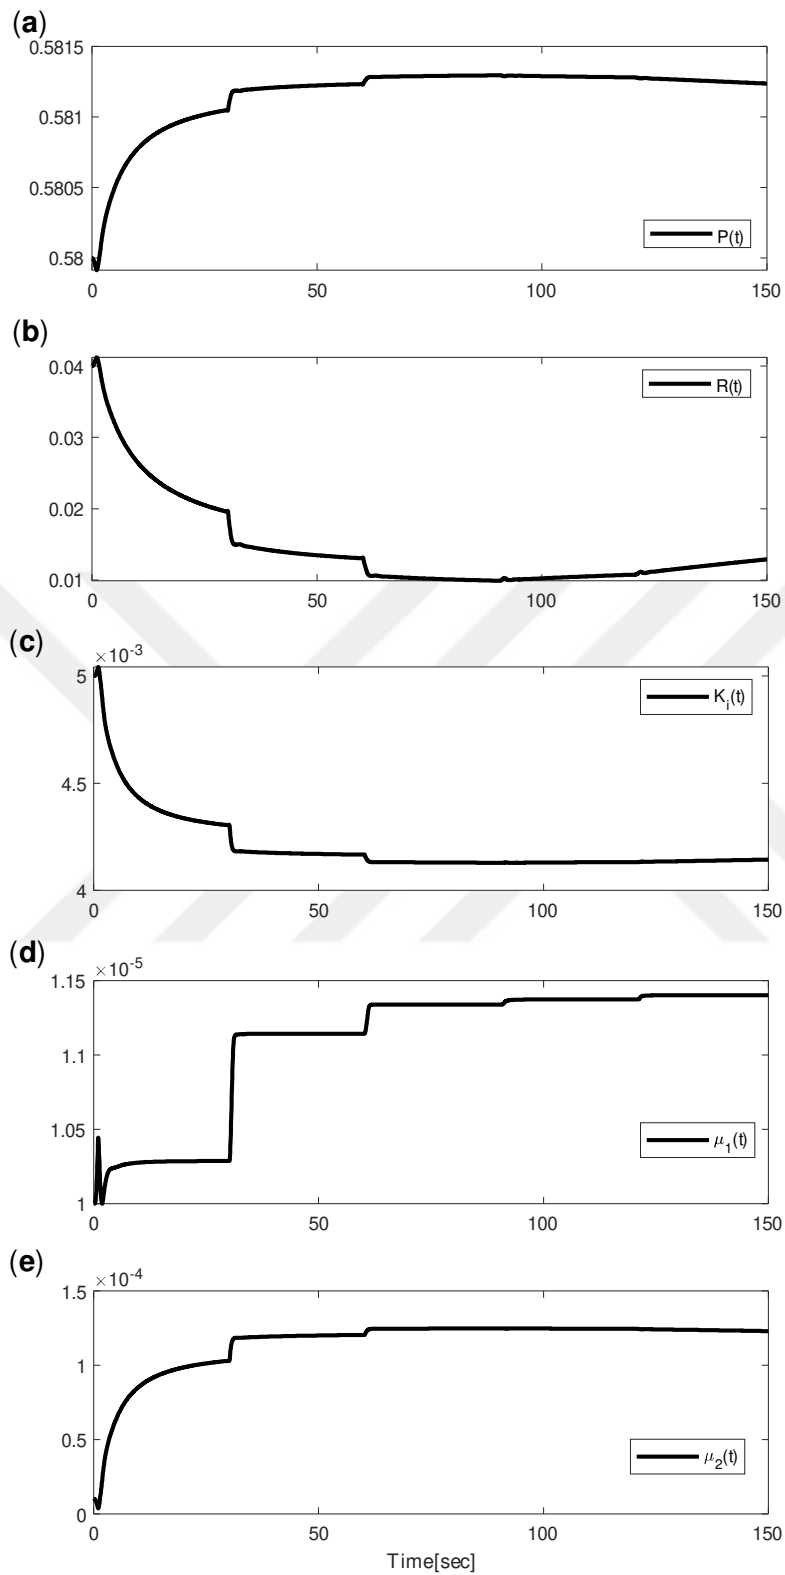 (a)
0.5815
0.581
0.5805
0.58
P(t)
0 50 100 150
(b)
0.04
0.03
0.02
0.01
R(t)
0 50 100 150
(c)
×10⁻³
5
4.5
4
K_i(t)
0 50 100 150
(d)
×10⁻⁵
1.15
1.1
1.05
1
μ_1(t)
0 50 100 150
(e)
×10⁻⁴
1.5
1
0.5
0
μ_2(t)
0 50 100 150
Time[sec]